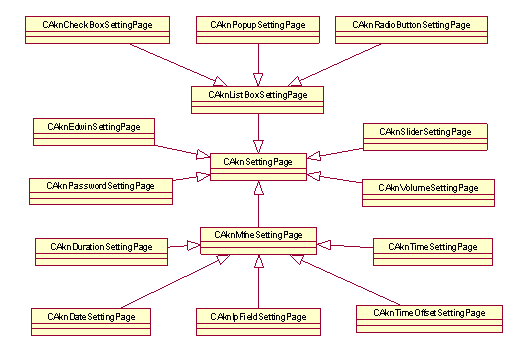 CAknCheckBoxSettingPage
CAknPopupSettingPage
CAknRadioButtonSettingPage
CAknListBoxSettingPage
CAknEdwinSettingPage
CAknSliderSettingPage
CAknSettingPage
CAknPasswordSettingPage
CAknVolumeSettingPage
CAknMfneSettingPage
CAknDurationSettingPage
CAknTimeSettingPage
CAknDateSettingPage
CAknIpFieldSettingPage
CAknTimeOffsetSettingPage